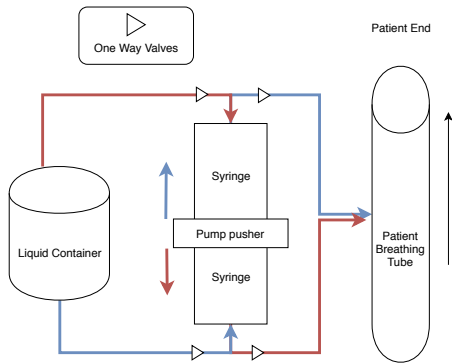 One Way Valves
Patient End
Syringe
Pump pusher
Liquid Container
Syringe
Patient
Breathing
Tube